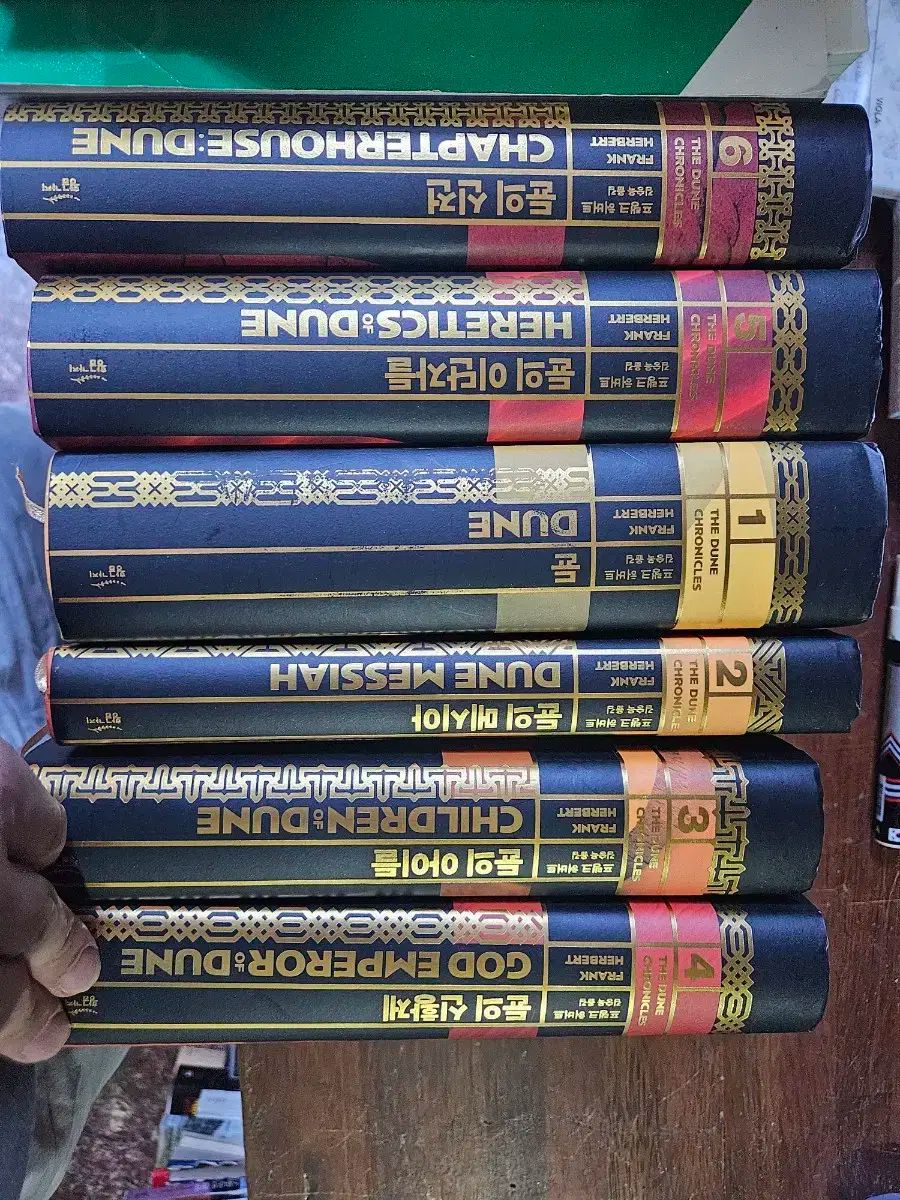 6
THE DUNE
CHRONICLES
FRANK
HERBERT
프랭크 허버트
김승욱 옮김
CHAPTERHOUSE: DUNE
듄의 신전
황금가지
5
THE DUNE
CHRONICLES
FRANK
HERBERT
프랭크 허버트
김승욱 옮김
HERETICS OF DUNE
듄의 이단자들
황금가지
1
THE DUNE
CHRONICLES
FRANK
HERBERT
프랭크 허버트
김승욱 옮김
DUNE
듄
황금가지
2
THE DUNE
CHRONICLES
FRANK
HERBERT
프랭크 허버트
김승욱 옮김
DUNE MESSIAH
듄의 메시아
황금가지
3
THE DUNE
CHRONICLES
FRANK
HERBERT
프랭크 허버트
김승욱 옮김
CHILDREN OF DUNE
듄의 아이들
4
THE DUNE
CHRONICLES
FRANK
HERBERT
프랭크 허버트
김승욱 옮김
GOD EMPEROR OF DUNE
듄의 신황제
황금가지